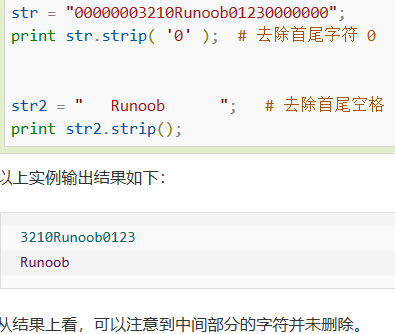 str = "00000003210Runoob01230000000";
print str.strip( '0' );  # 去除首尾字符 0
str2 = "   Runoob      ";   # 去除首尾空格
print str2.strip();
以上实例输出结果如下：
3210Runoob0123
Runoob
从结果上看，可以注意到中间部分的字符并未删除。